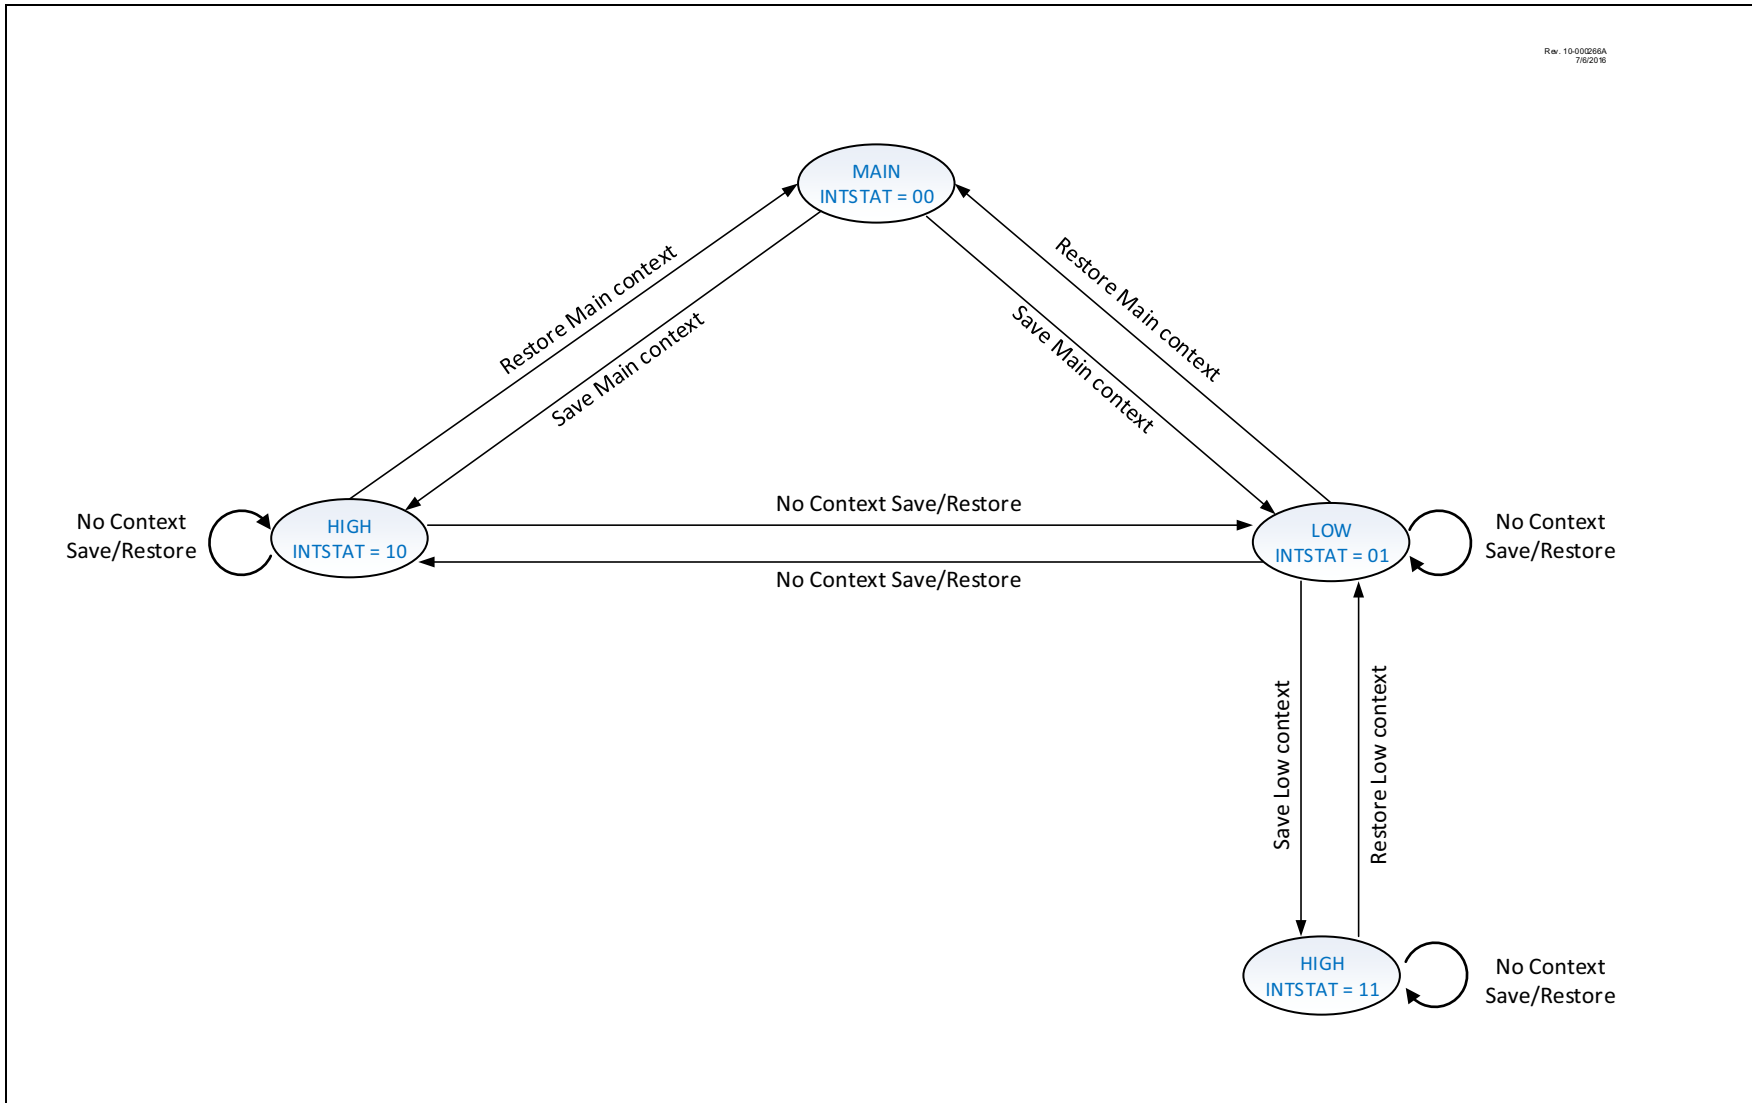 Rev. 10-000266A
7/6/2016
MAIN
INTSTAT = 00
Restore Main context
Save Main context
Save Main context
Restore Main context
No Context
Save/Restore
HIGH
INTSTAT = 10
No Context Save/Restore
No Context Save/Restore
LOW
INTSTAT = 01
No Context
Save/Restore
Save Low context
Restore Low context
HIGH
INTSTAT = 11
No Context
Save/Restore